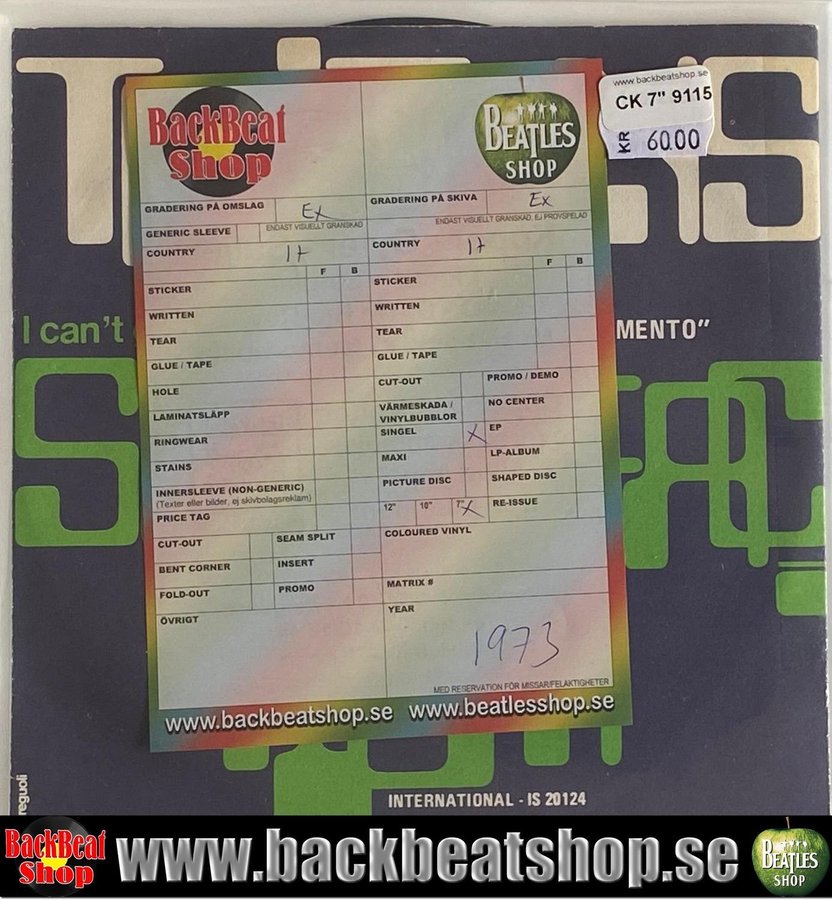 www.backbeatshop.se
CK 7" 9115
KR 60.00
BackBeat
Shop
BEATLES
SHOP
GRADERING PÅ OMSLAG Ex
GRADERING PÅ SKIVA Ex
GENERIC SLEEVE
ENDAST VISUELLT GRANSKAD
ENDAST VISUELLT GRANSKAD, EJ PROVSPELAD
COUNTRY It
COUNTRY It
F B
F B
STICKER
STICKER
WRITTEN
WRITTEN
I can't
MENTO"
TEAR
TEAR
GLUE / TAPE
GLUE / TAPE
HOLE
CUT-OUT
PROMO / DEMO
LAMINATSLÄPP
VÄRMESKADA /
VINYLBUBBLOR
NO CENTER
RINGWEAR
SINGEL X
EP
STAINS
MAXI
LP-ALBUM
INNERSLEEVE (NON-GENERIC)
(Texter eller bilder, ej skivbolagsreklam)
PICTURE DISC
SHAPED DISC
PRICE TAG
12" 10" 7" X
RE-ISSUE
CUT-OUT
SEAM SPLIT
COLOURED VINYL
BENT CORNER
INSERT
FOLD-OUT
PROMO
MATRIX #
ÖVRIGT
YEAR
1973
MED RESERVATION FÖR MISSAR/FELAKTIGHETER
www.backbeatshop.se www.beatlesshop.se
reguoli
INTERNATIONAL - IS 20124
BackBeat
Shop
www.backbeatshop.se
BEATLES
SHOP